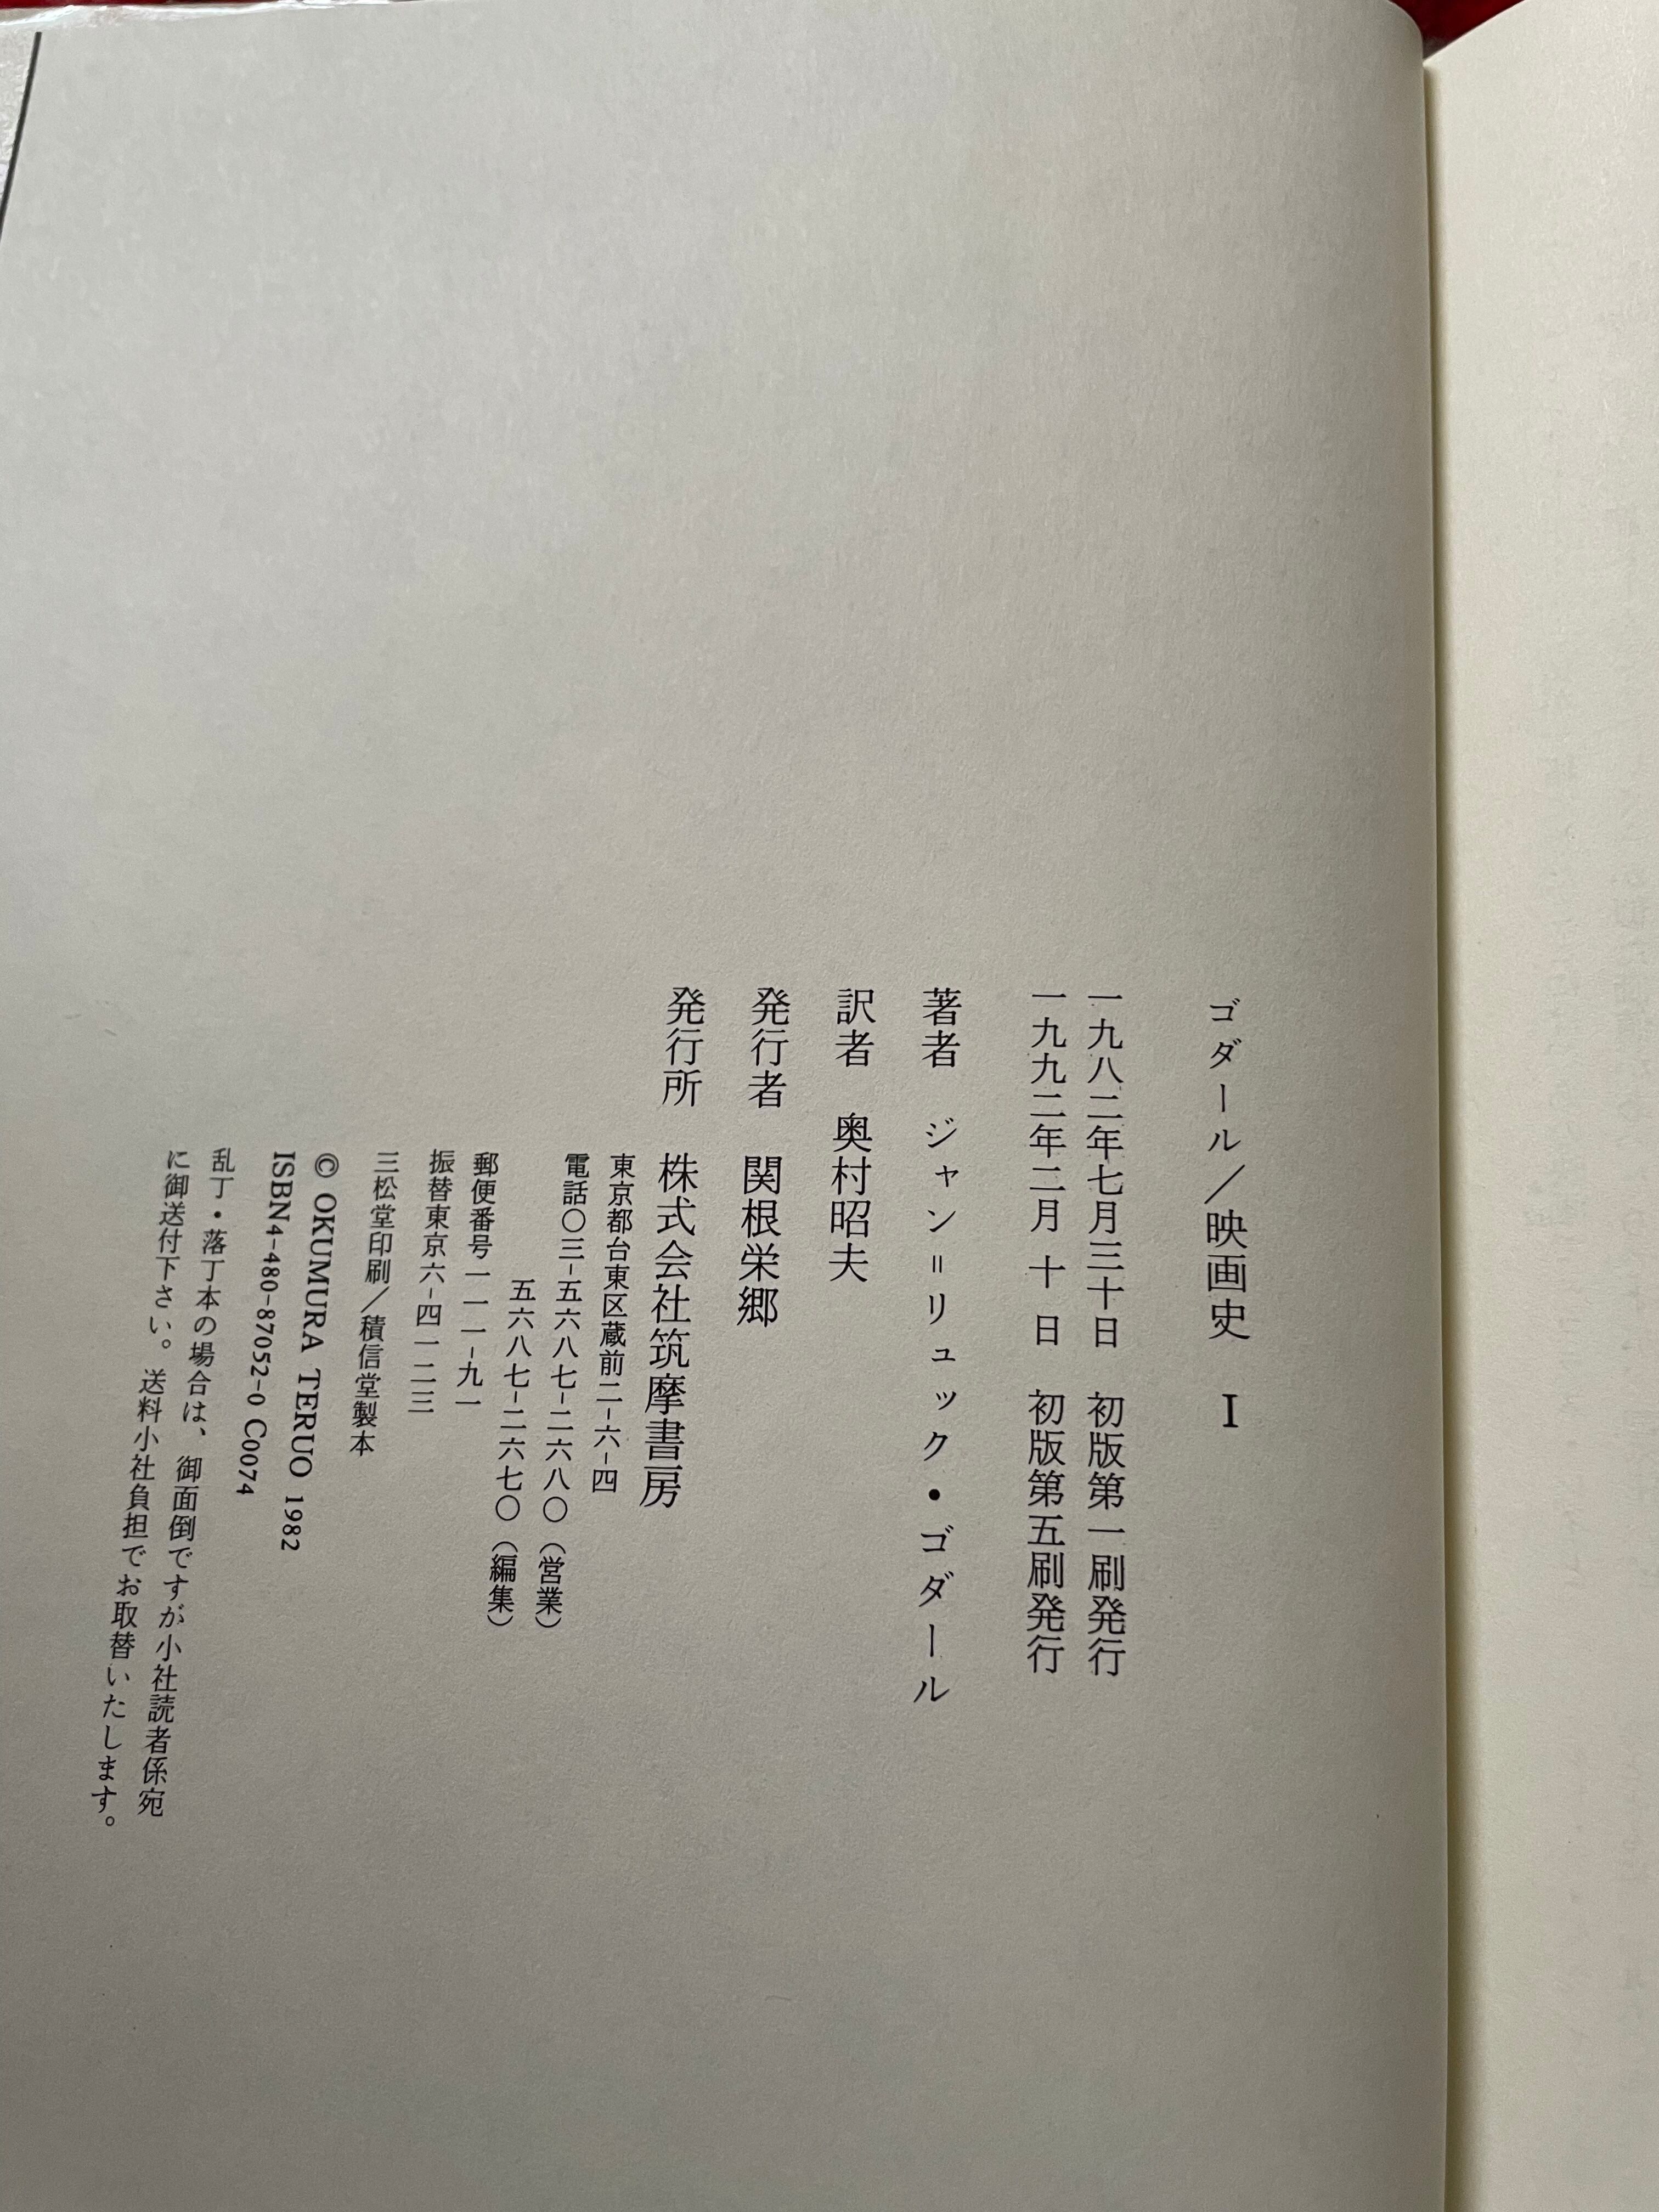 ゴダール／映画史　Ⅰ
一九八二年七月三十日　初版第一刷発行
一九九二年二月 十 日　初版第五刷発行
著者　ジャン＝リュック・ゴダール
訳者　奥村昭夫
発行者　関根栄郷
発行所　株式会社筑摩書房
東京都台東区蔵前二-六-四
電話〇三-五六八七-二六八〇（営業）
五六八七-二六七〇（編集）
郵便番号一一一-九一
振替東京六-四一二三
三松堂印刷／積信堂製本
© OKUMURA TERUO 1982
ISBN4-480-87052-0 C0074
乱丁・落丁本の場合は、御面倒ですが小社読者係宛
に御送付下さい。送料小社負担でお取替いたします。